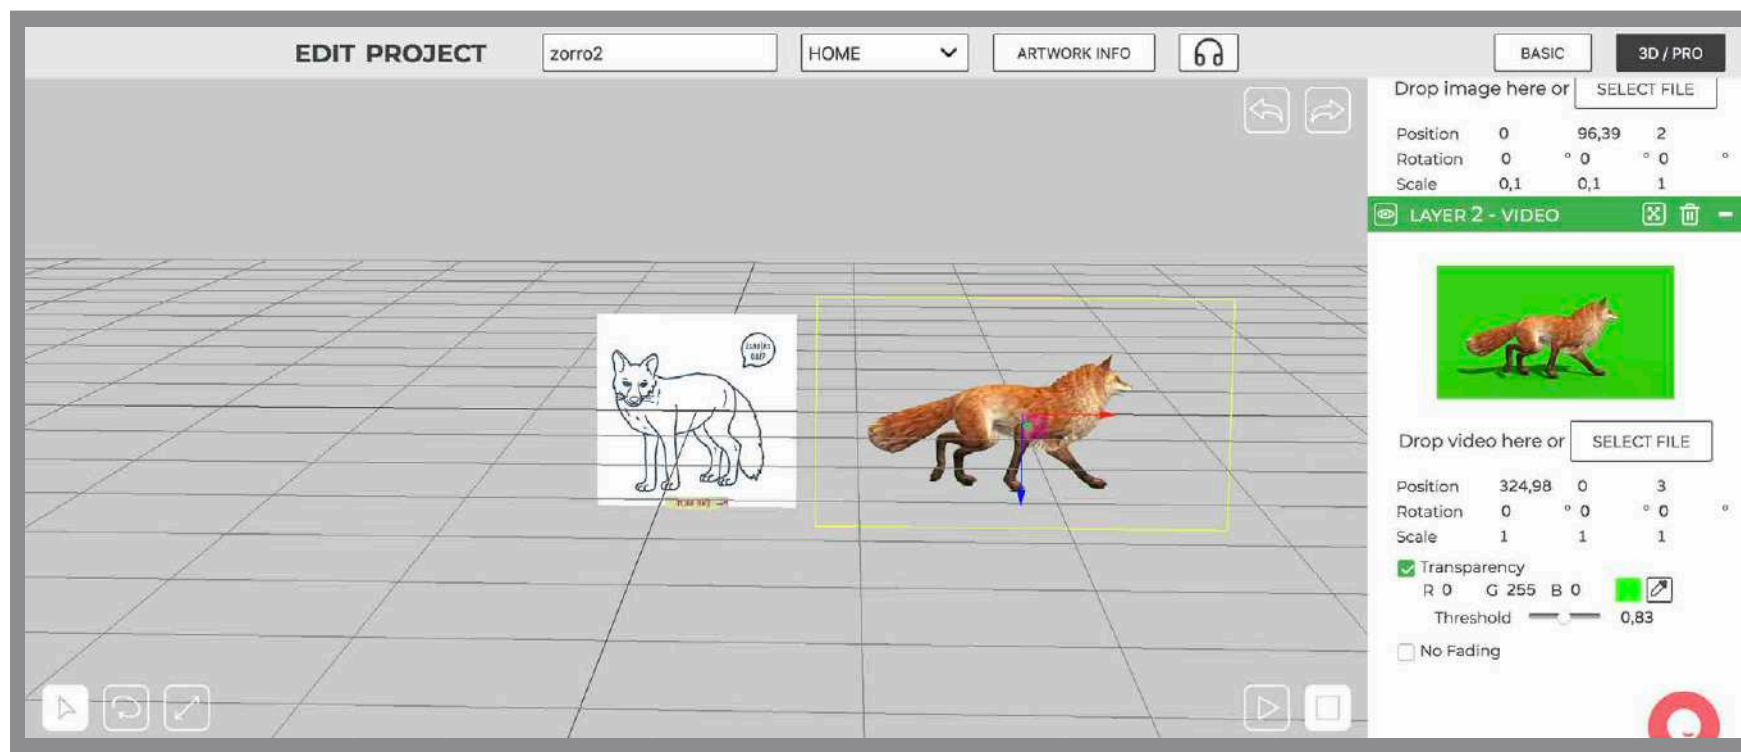 EDIT PROJECT zorro2 HOME ARTWORK INFO BASIC 3D / PRO
Drop image here or SELECT FILE
Position 0 96,39 2
Rotation 0 ° 0 ° 0 °
Scale 0,1 0,1 1
LAYER 2 - VIDEO
Drop video here or SELECT FILE
Position 324,98 0 3
Rotation 0 ° 0 ° 0 °
Scale 1 1 1
Transparency
R 0 G 255 B 0
Threshold 0,83
No Fading